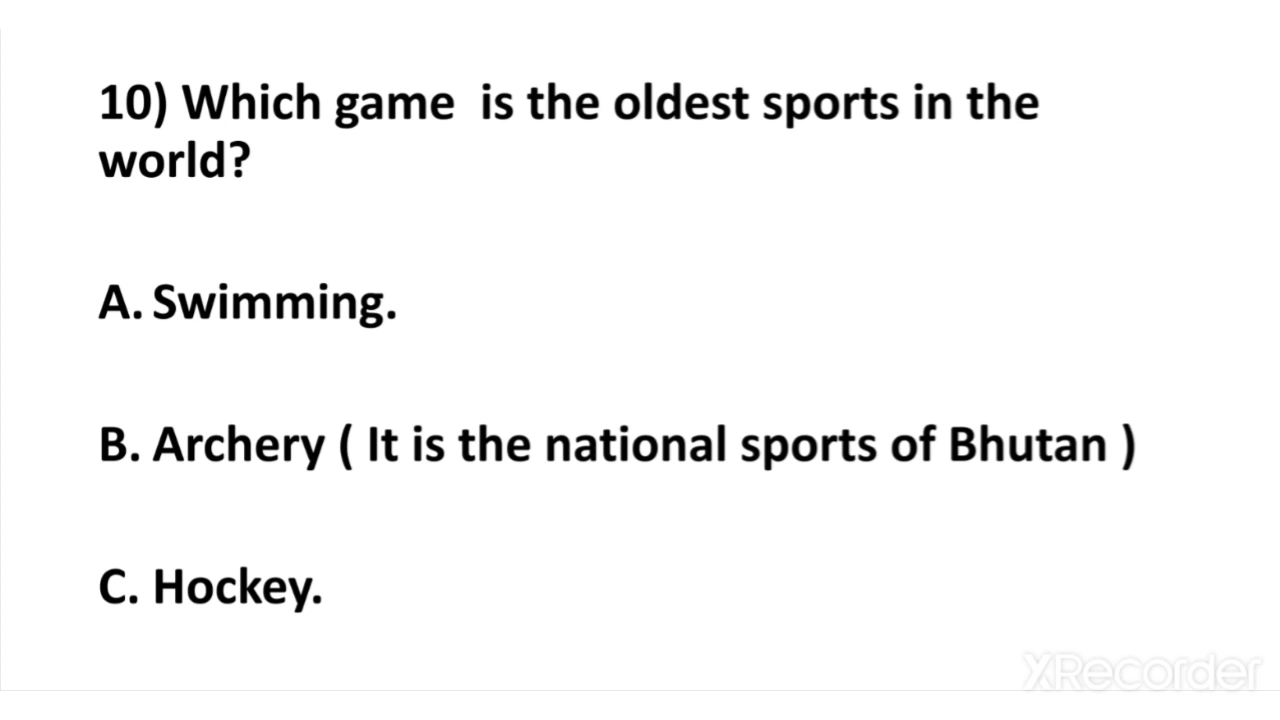 10) Which game  is the oldest sports in the
world?
A. Swimming.
B. Archery ( It is the national sports of Bhutan )
C. Hockey.
XRecorder